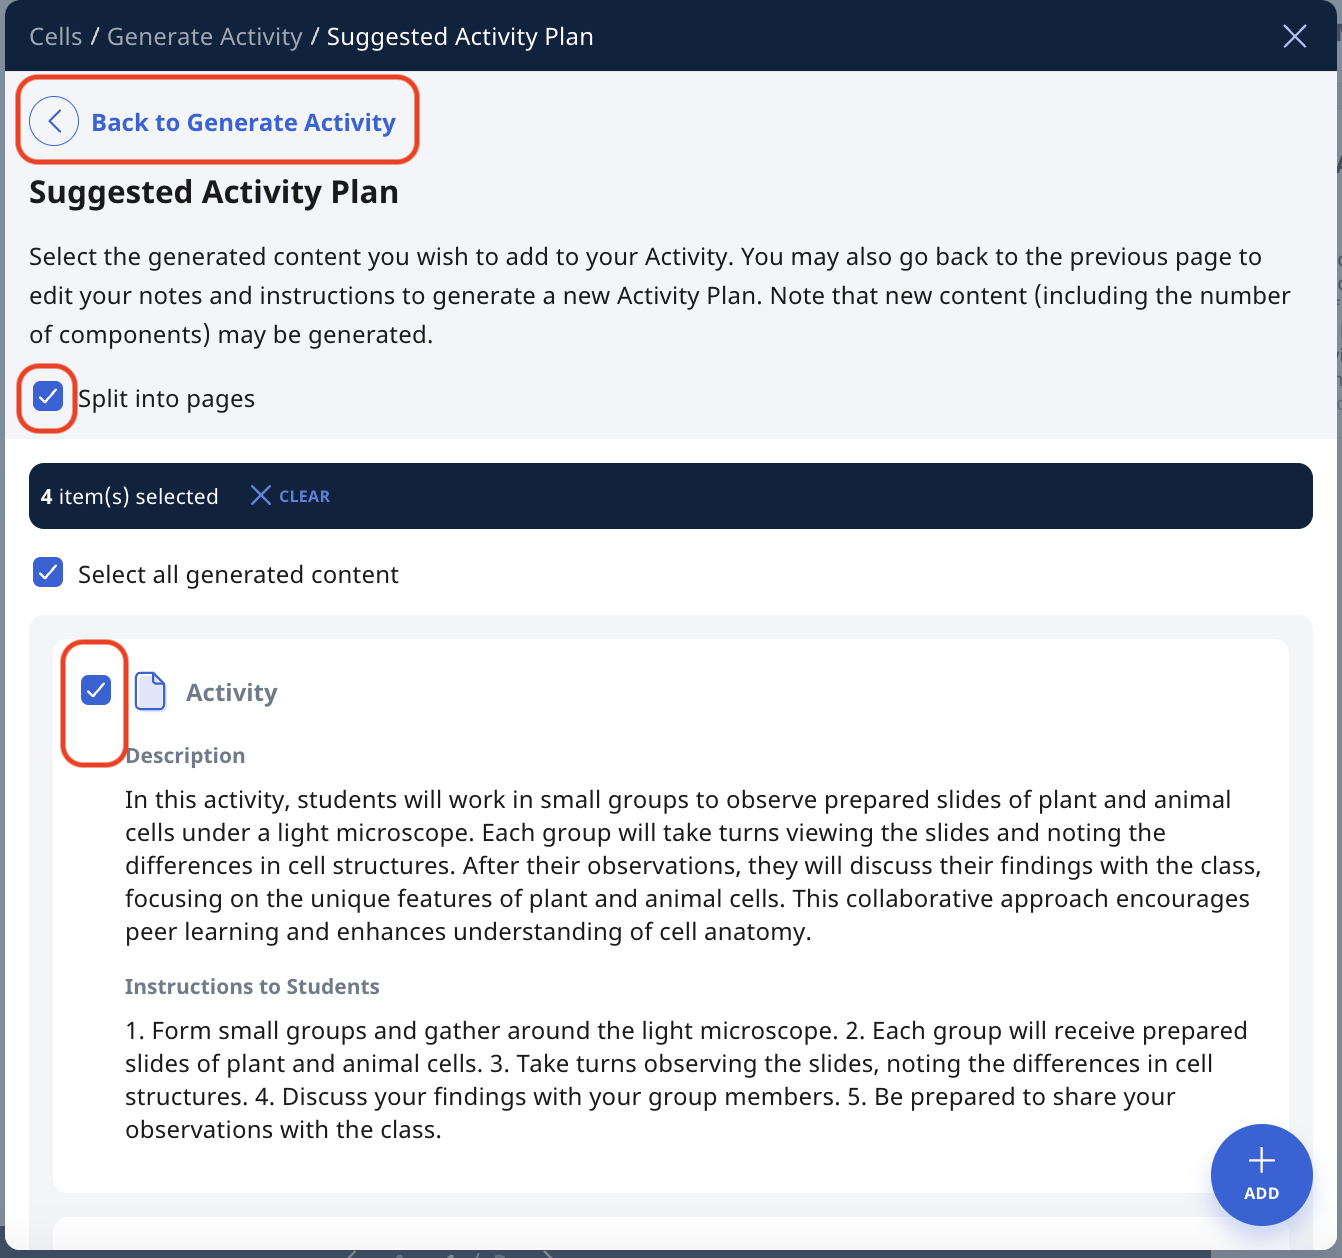 Cells / Generate Activity / Suggested Activity Plan
Back to Generate Activity
Suggested Activity Plan
Select the generated content you wish to add to your Activity. You may also go back to the previous page to
edit your notes and instructions to generate a new Activity Plan. Note that new content (including the number
of components) may be generated.
Split into pages
4 item(s) selected CLEAR
Select all generated content
Activity
Description
In this activity, students will work in small groups to observe prepared slides of plant and animal
cells under a light microscope. Each group will take turns viewing the slides and noting the
differences in cell structures. After their observations, they will discuss their findings with the class,
focusing on the unique features of plant and animal cells. This collaborative approach encourages
peer learning and enhances understanding of cell anatomy.
Instructions to Students
1. Form small groups and gather around the light microscope. 2. Each group will receive prepared
slides of plant and animal cells. 3. Take turns observing the slides, noting the differences in cell
structures. 4. Discuss your findings with your group members. 5. Be prepared to share your
observations with the class.
ADD